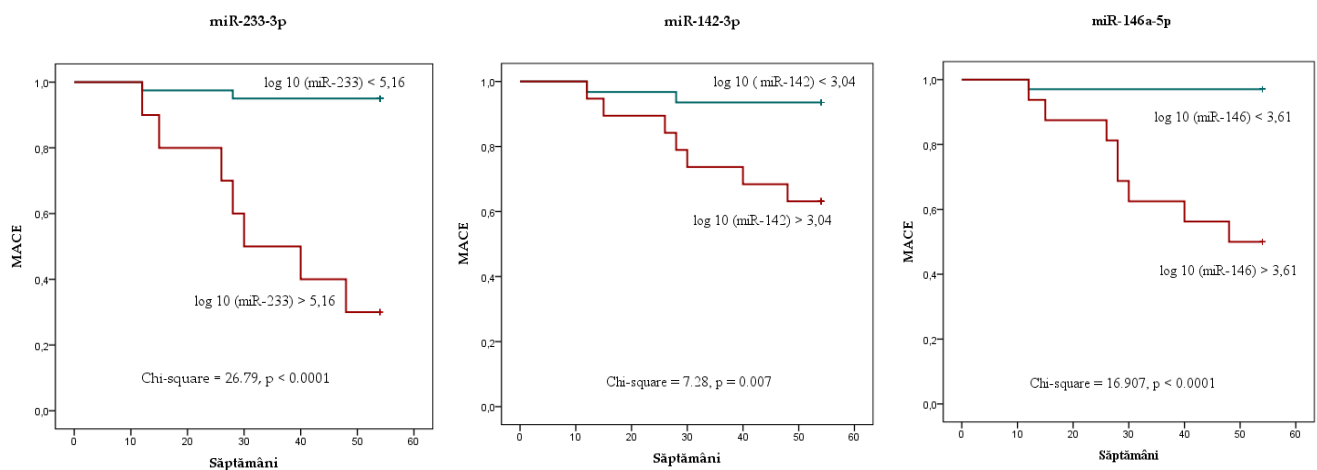 miR-233-3p
MACE
1,0
0,8
0,6
0,4
0,2
0,0
log 10 (miR-233) < 5,16
log 10 (miR-233) > 5,16
Chi-square = 26.79, p < 0.0001
0 10 20 30 40 50 60
Săptămâni
miR-142-3p
MACE
1,0
0,8
0,6
0,4
0,2
0,0
log 10 ( miR-142) < 3,04
log 10 (miR-142) > 3,04
Chi-square = 7.28, p = 0.007
0 10 20 30 40 50 60
Săptămâni
miR-146a-5p
MACE
1,0
0,8
0,6
0,4
0,2
0,0
log 10 (miR-146) < 3,61
log 10 (miR-146) > 3,61
Chi-square = 16.907, p < 0.0001
0 10 20 30 40 50 60
Săptămâni